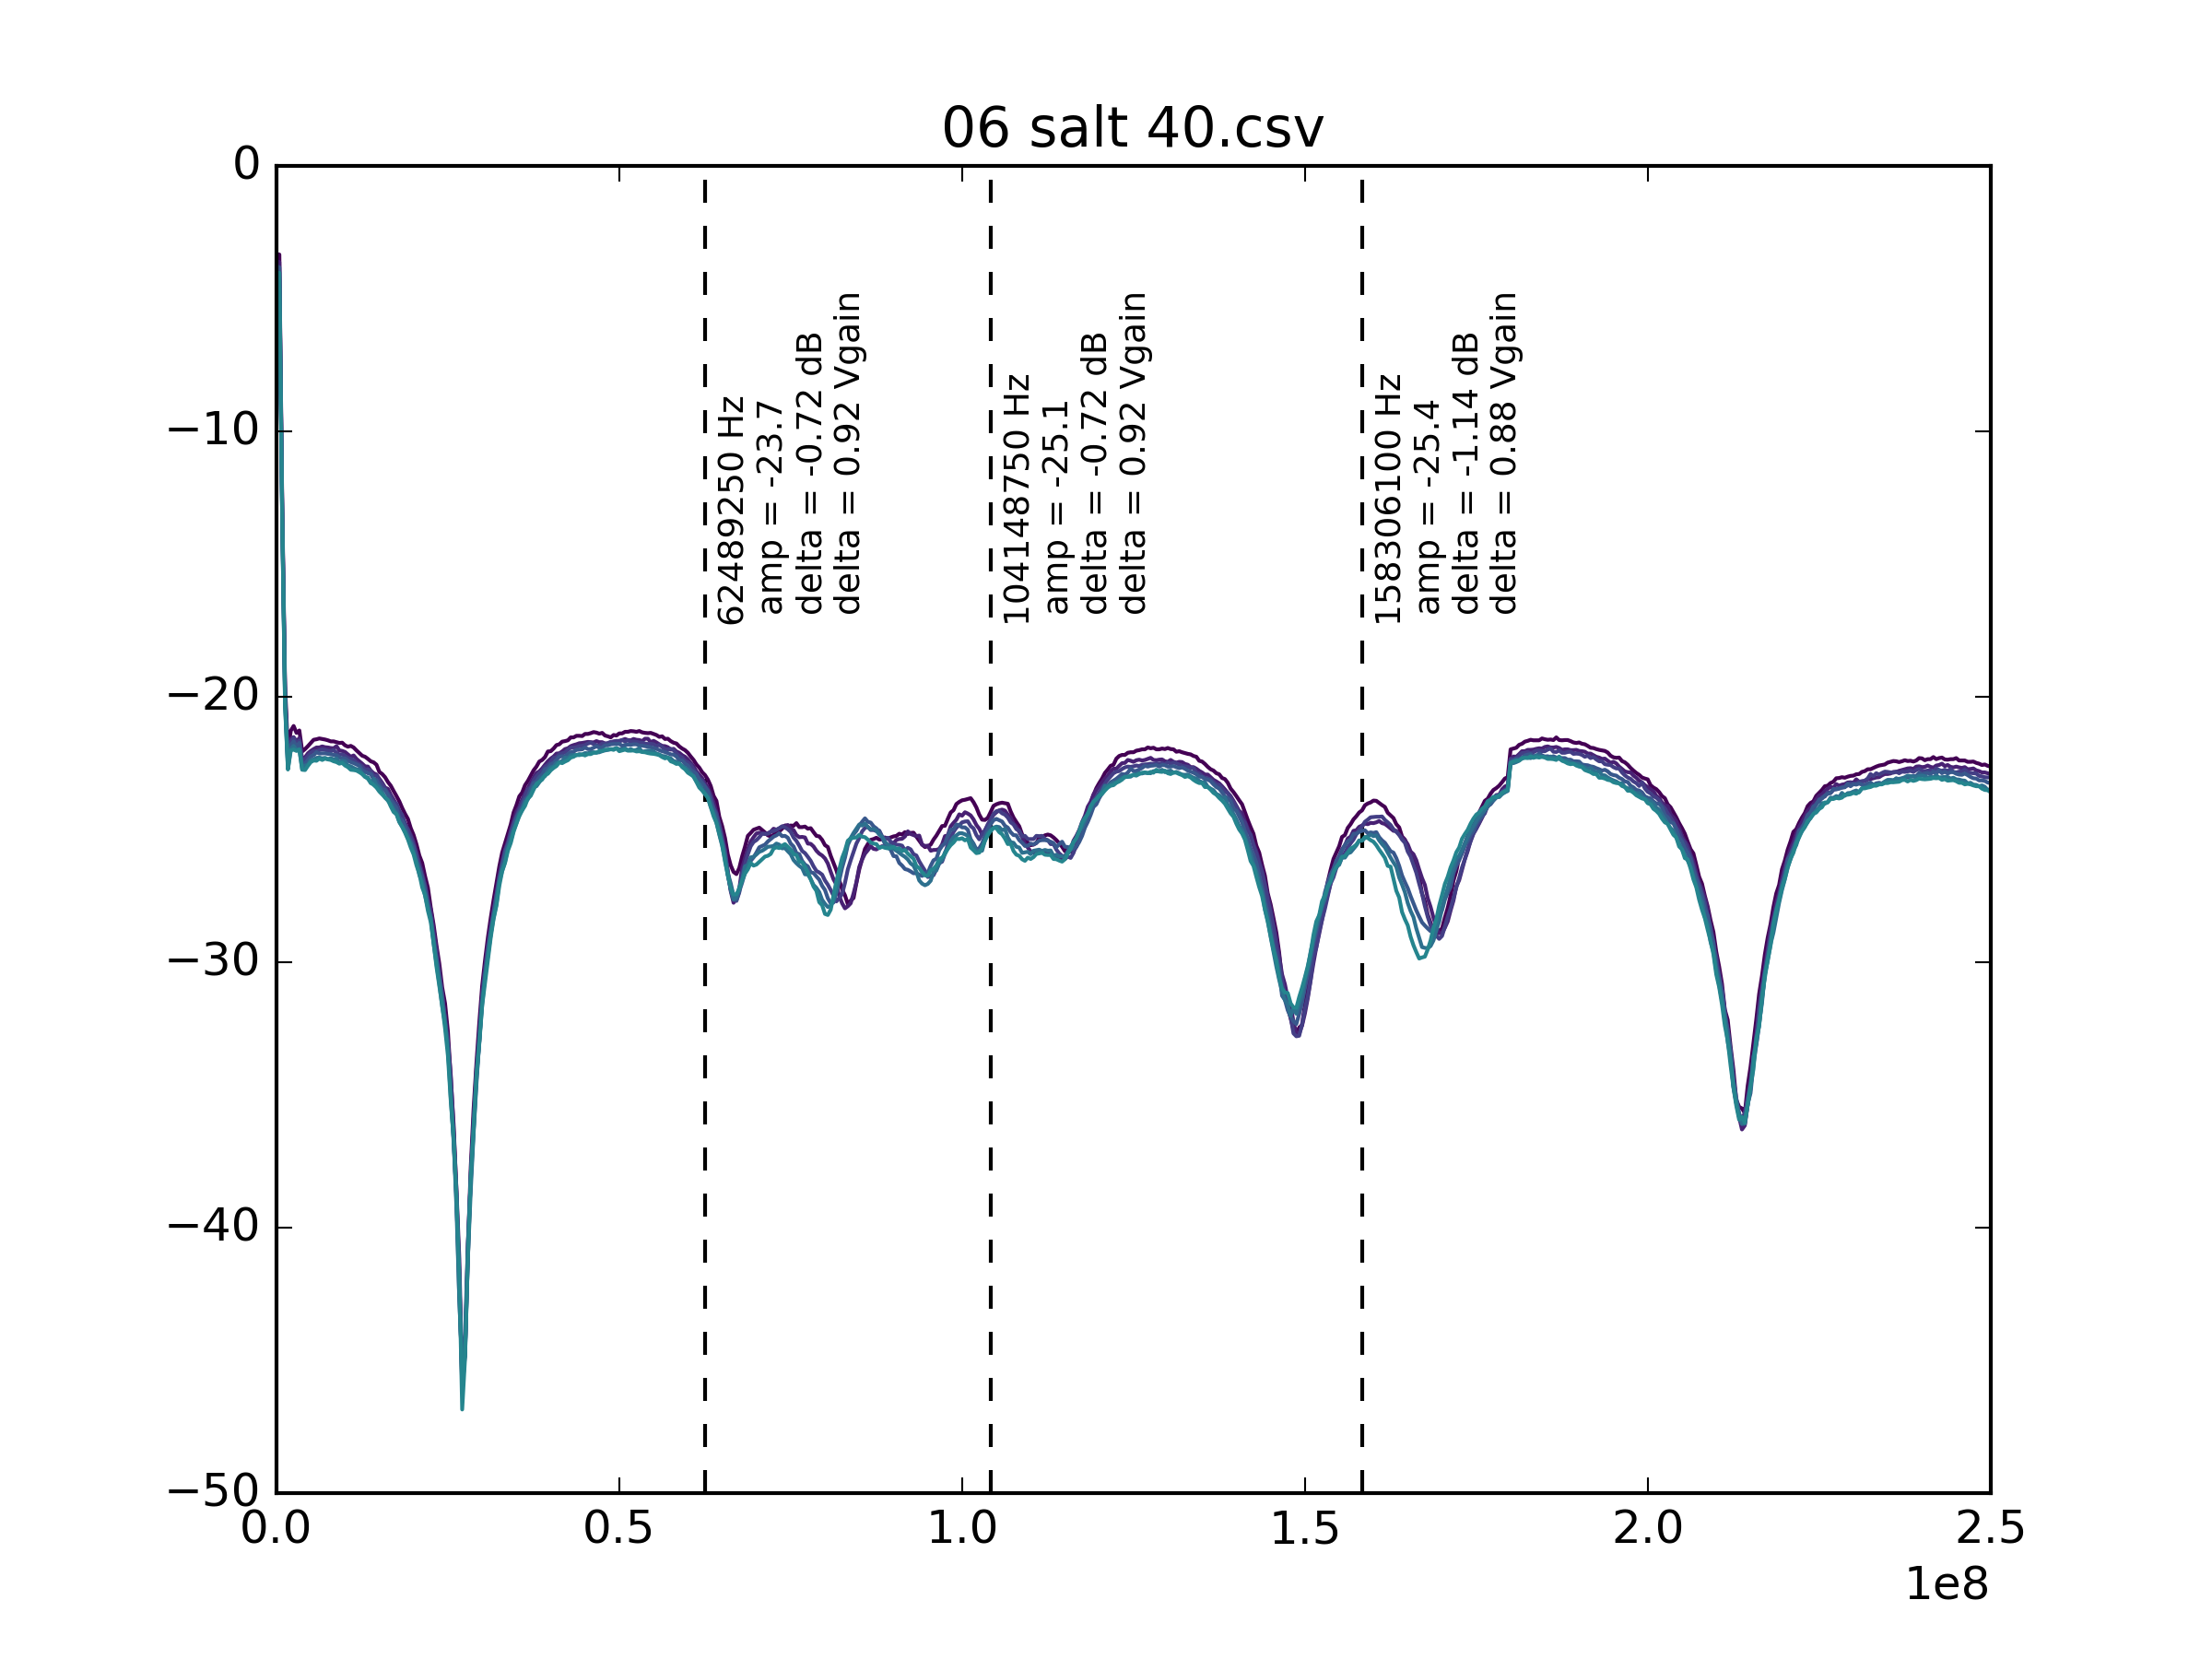 06 salt 40.csv
0
−10
−20
−30
−40
−50
62489250 Hz
amp = -23.7
delta = -0.72 dB
delta = 0.92 Vgain
104148750 Hz
amp = -25.1
delta = -0.72 dB
delta = 0.92 Vgain
158306100 Hz
amp = -25.4
delta = -1.14 dB
delta = 0.88 Vgain
0.0
0.5
1.0
1.5
2.0
2.5
1e8